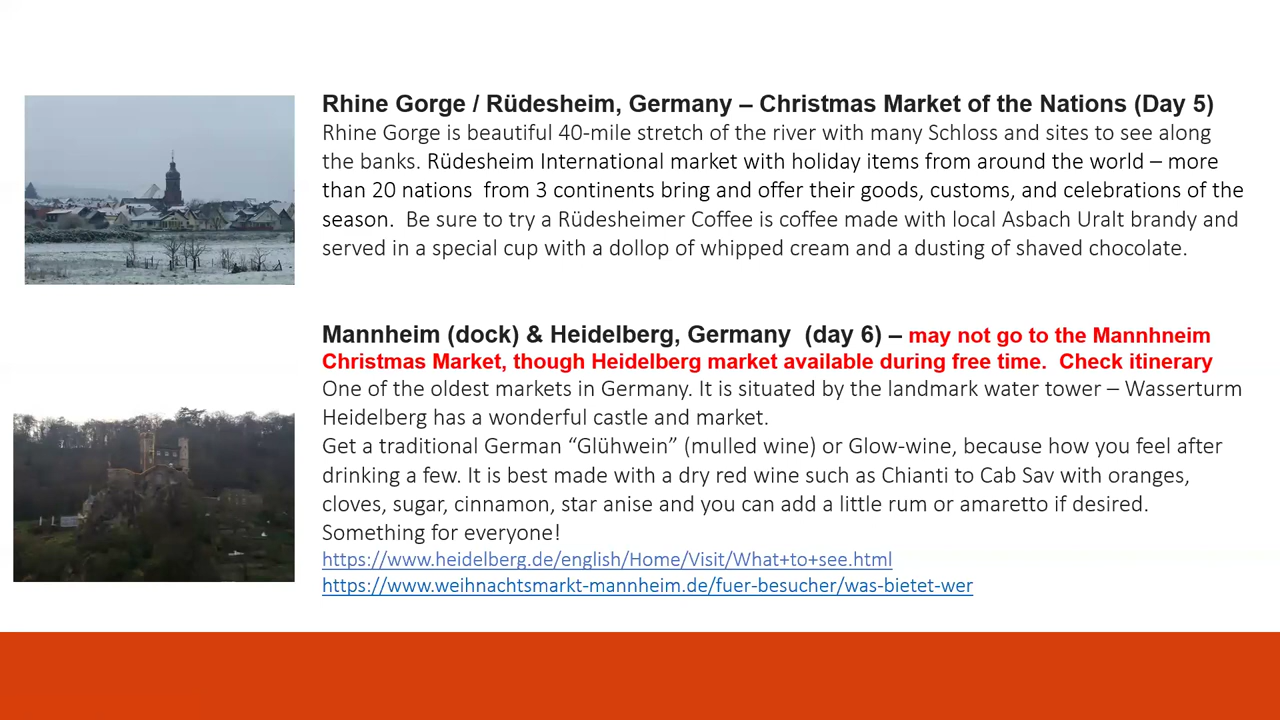 Rhine Gorge / Rüdesheim, Germany – Christmas Market of the Nations (Day 5)
Rhine Gorge is beautiful 40-mile stretch of the river with many Schloss and sites to see along
the banks. Rüdesheim International market with holiday items from around the world – more
than 20 nations from 3 continents bring and offer their goods, customs, and celebrations of the
season. Be sure to try a Rüdesheimer Coffee is coffee made with local Asbach Uralt brandy and
served in a special cup with a dollop of whipped cream and a dusting of shaved chocolate.
Mannheim (dock) & Heidelberg, Germany (day 6) – may not go to the Mannhneim
Christmas Market, though Heidelberg market available during free time. Check itinerary
One of the oldest markets in Germany. It is situated by the landmark water tower – Wasserturm
Heidelberg has a wonderful castle and market.
Get a traditional German “Glühwein” (mulled wine) or Glow-wine, because how you feel after
drinking a few. It is best made with a dry red wine such as Chianti to Cab Sav with oranges,
cloves, sugar, cinnamon, star anise and you can add a little rum or amaretto if desired.
Something for everyone!
https://www.heidelberg.de/english/Home/Visit/What+to+see.html
https://www.weihnachtsmarkt-mannheim.de/fuer-besucher/was-bietet-wer